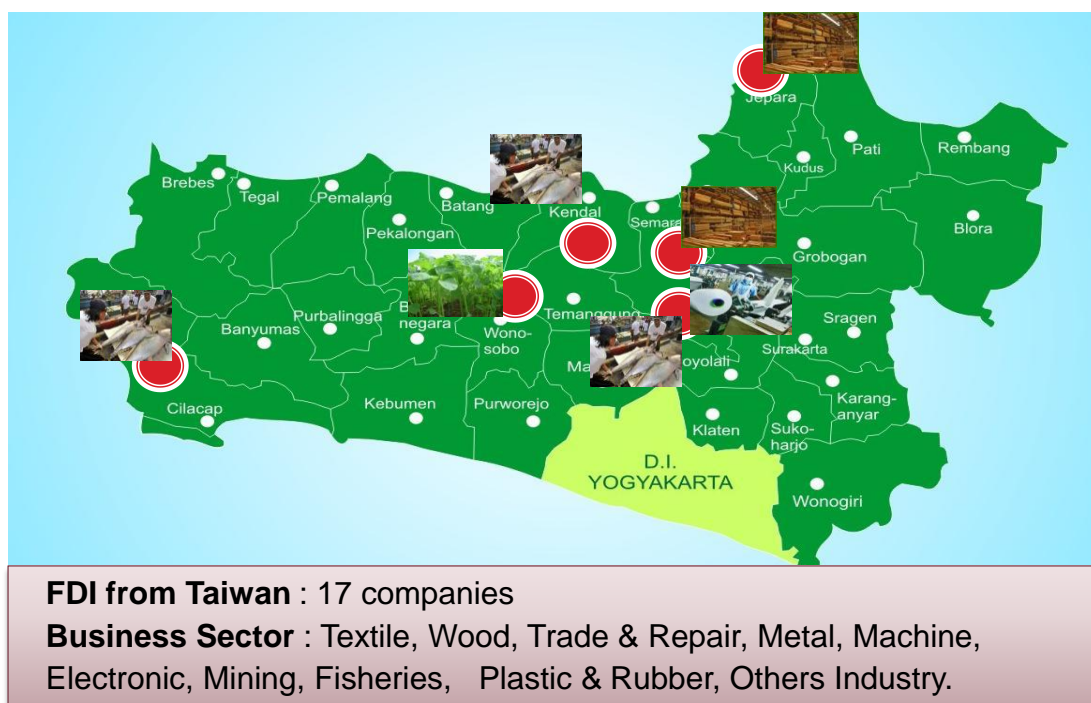 Jepara
Kudus
Pati
Rembang
Brebes
Tegal
Pemalang
Batang
Kendal
Pekalongan
Blora
Grobogan
Purbalingga
Banyumas
negara
Wono-
sobo
Temanggung
Sragen
Surakarta
Karang-
anyar
Cilacap
Kebumen
Purworejo
Klaten
Suko-
harjo
D.I.
YOGYAKARTA
Wonogiri
FDI from Taiwan : 17 companies
Business Sector : Textile, Wood, Trade & Repair, Metal, Machine,
Electronic, Mining, Fisheries, Plastic & Rubber, Others Industry.